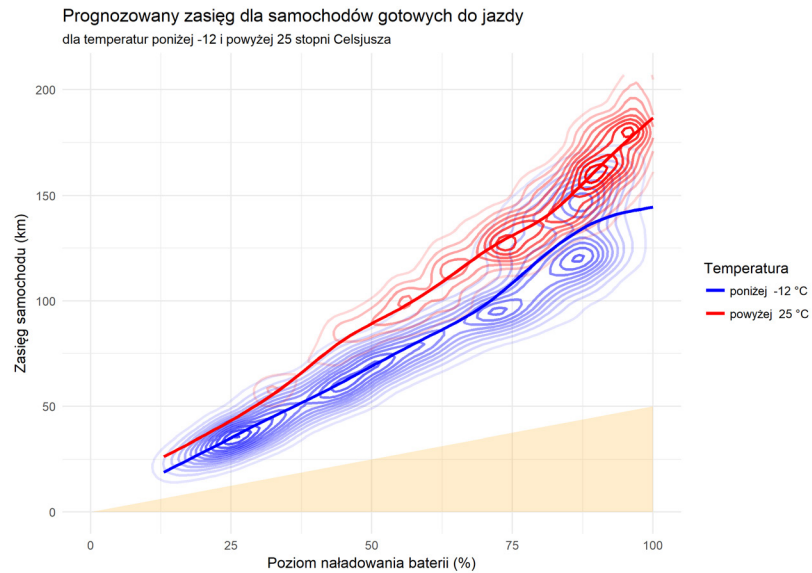 Prognozowany zasięg dla samochodów gotowych do jazdy
dla temperatur poniżej -12 i powyżej 25 stopni Celsjusza
200
150
100
50
0
Zasięg samochodu (km)
0 25 50 75 100
Poziom naładowania baterii (%)
Temperatura
poniżej -12 °C
powyżej 25 °C